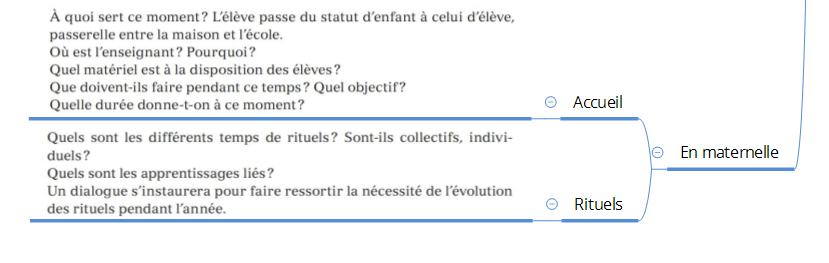 À quoi sert ce moment ? L’élève passe du statut d’enfant à celui d’élève,
passerelle entre la maison et l’école.
Où est l’enseignant ? Pourquoi ?
Quel matériel est à la disposition des élèves ?
Que doivent-ils faire pendant ce temps ? Quel objectif ?
Quelle durée donne-t-on à ce moment ?
Accueil
Quels sont les différents temps de rituels ? Sont-ils collectifs, indivi-
duels ?
Quels sont les apprentissages liés ?
Un dialogue s’instaurera pour faire ressortir la nécessité de l’évolution
des rituels pendant l’année.
Rituels
En maternelle